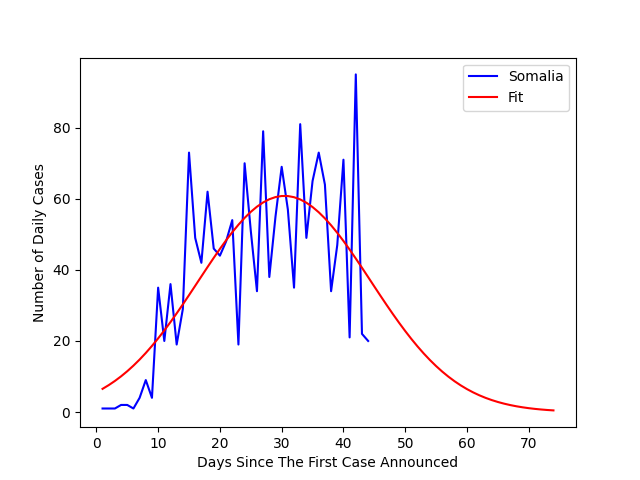 Somalia
Fit
Number of Daily Cases
80
60
40
20
0
0 10 20 30 40 50 60 70
Days Since The First Case Announced